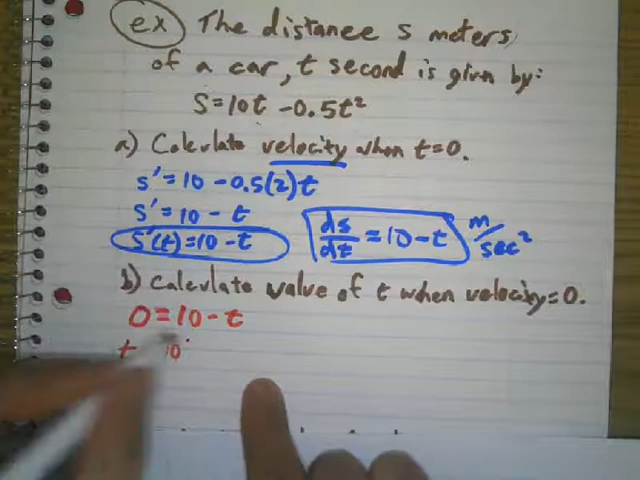 ex The distance s meters,
of a car, t second is given by:
S = 10t - 0.5t²
a) Calculate velocity when t=0.
s' = 10 - 0.5(2)t
s' = 10 - t
s'(t) = 10 - t ds/dt = 10 - t m/sec²
b) Calculate value of t when velocity = 0.
0 = 10 - t
t 10